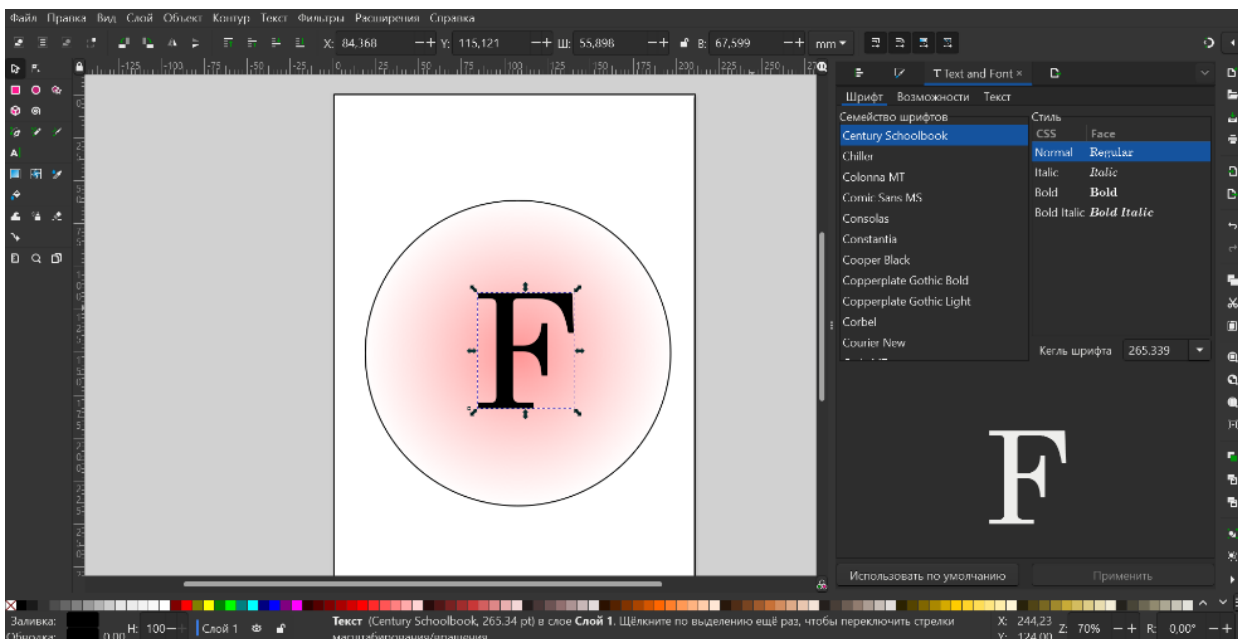 Файл Правка Вид Слой Объект Контур Текст Фильтры Расширения Справка
X: 84,368 −+ Y: 115,121 −+ Ш: 55,898 −+ В: 67,599 −+ mm
T Text and Font ×
Шрифт Возможности Текст
Семейство шрифтов Стиль
CSS Face
Century Schoolbook
Normal Regular
Chiller
Italic Italic
Colonna MT
Bold Bold
Comic Sans MS
Bold Italic Bold Italic
Consolas
Constantia
Cooper Black
Copperplate Gothic Bold
Copperplate Gothic Light
Corbel
Courier New
Кегль шрифта 265.339
F
F
Использовать по умолчанию Применить
Заливка:
Обводка: 0,00
Н: 100−+ Слой 1
Текст (Century Schoolbook, 265.34 pt) в слое Слой 1. Щёлкните по выделению ещё раз, чтобы переключить стрелки
масштабирования/вращения
X: 244,23
Y: 124,00
Z: 70% −+ R: 0,00° −+